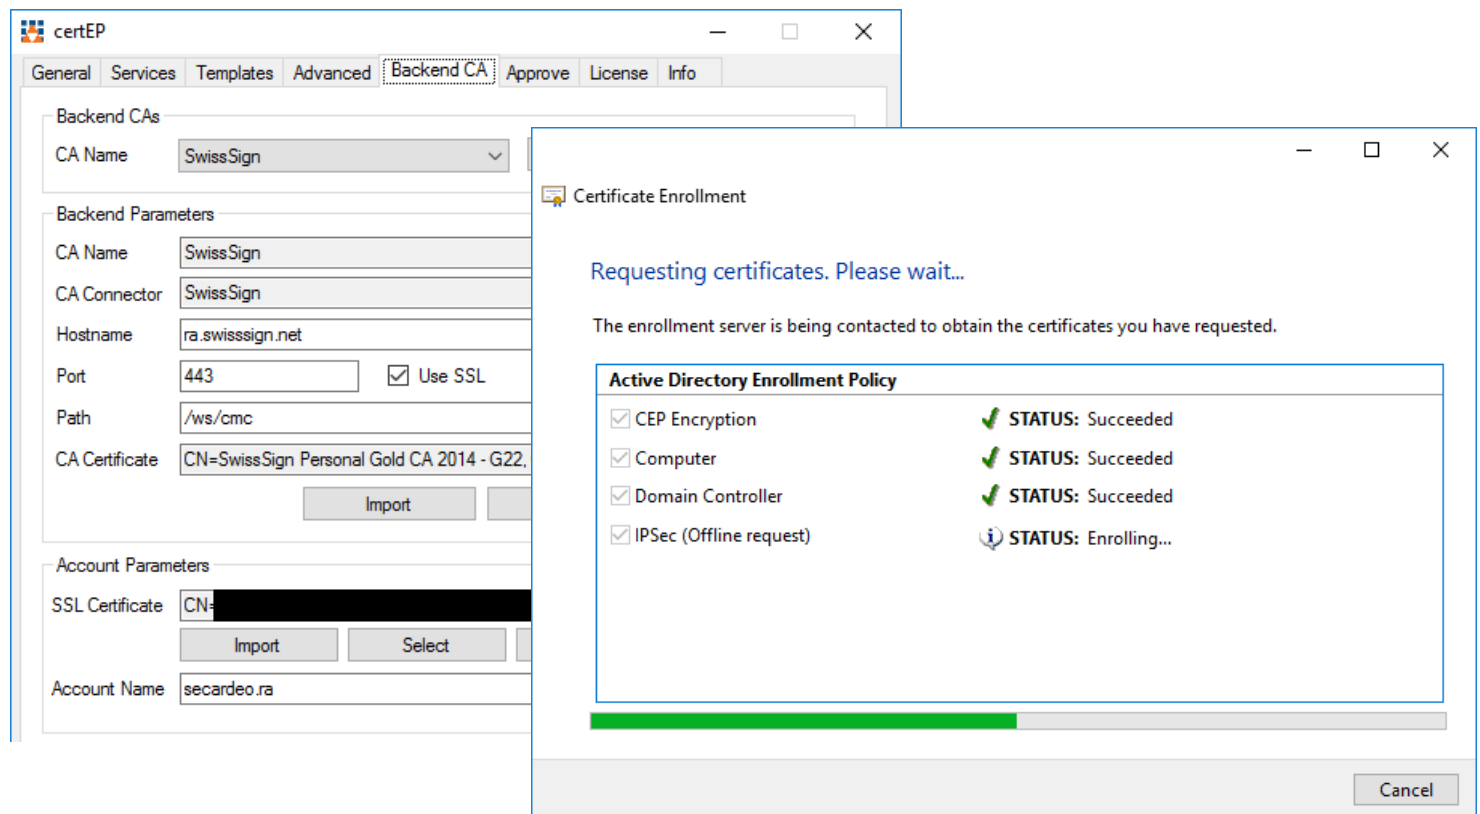 certEP
General Services Templates Advanced Backend CA Approve License Info
Backend CAs
CA Name SwissSign
Backend Parameters
CA Name SwissSign
CA Connector SwissSign
Hostname ra.swisssign.net
Port 443 Use SSL
Path /ws/cmc
CA Certificate CN=SwissSign Personal Gold CA 2014 - G22,
Import
Account Parameters
SSL Certificate CN=
Import Select
Account Name secardeo.ra
Certificate Enrollment
Requesting certificates. Please wait...
The enrollment server is being contacted to obtain the certificates you have requested.
Active Directory Enrollment Policy
CEP Encryption STATUS: Succeeded
Computer STATUS: Succeeded
Domain Controller STATUS: Succeeded
IPSec (Offline request) STATUS: Enrolling...
Cancel